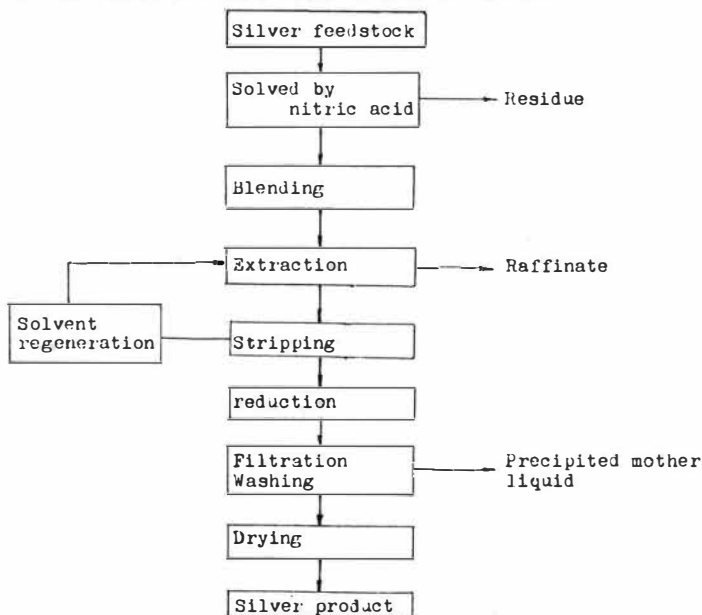 Silver feedstock
Solved by
nitric acid
Residue
Blending
Extraction
Raffinate
Solvent
regeneration
Stripping
reduction
Filtration
Washing
Precipited mother
liquid
Drying
Silver product